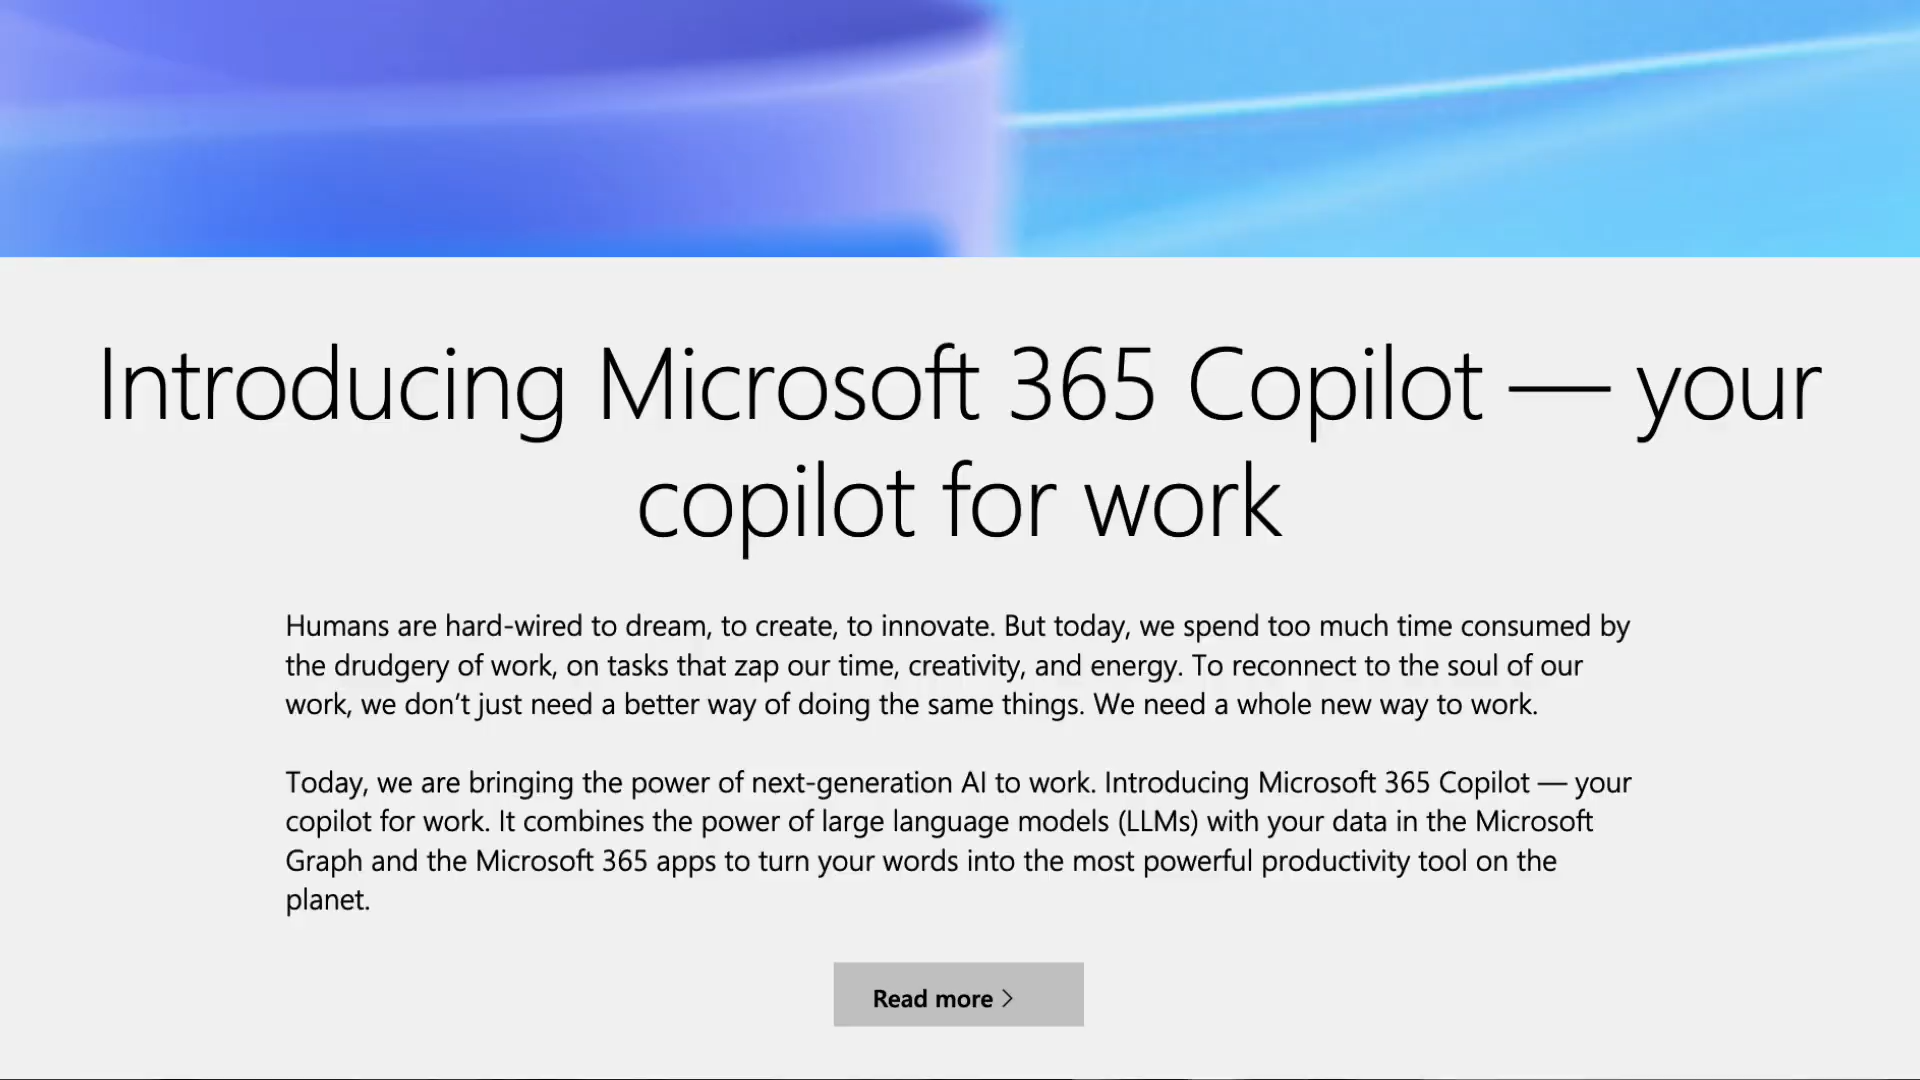 Introducing Microsoft 365 Copilot — your
copilot for work
Humans are hard-wired to dream, to create, to innovate. But today, we spend too much time consumed by
the drudgery of work, on tasks that zap our time, creativity, and energy. To reconnect to the soul of our
work, we don’t just need a better way of doing the same things. We need a whole new way to work.
Today, we are bringing the power of next-generation AI to work. Introducing Microsoft 365 Copilot — your
copilot for work. It combines the power of large language models (LLMs) with your data in the Microsoft
Graph and the Microsoft 365 apps to turn your words into the most powerful productivity tool on the
planet.
Read more >